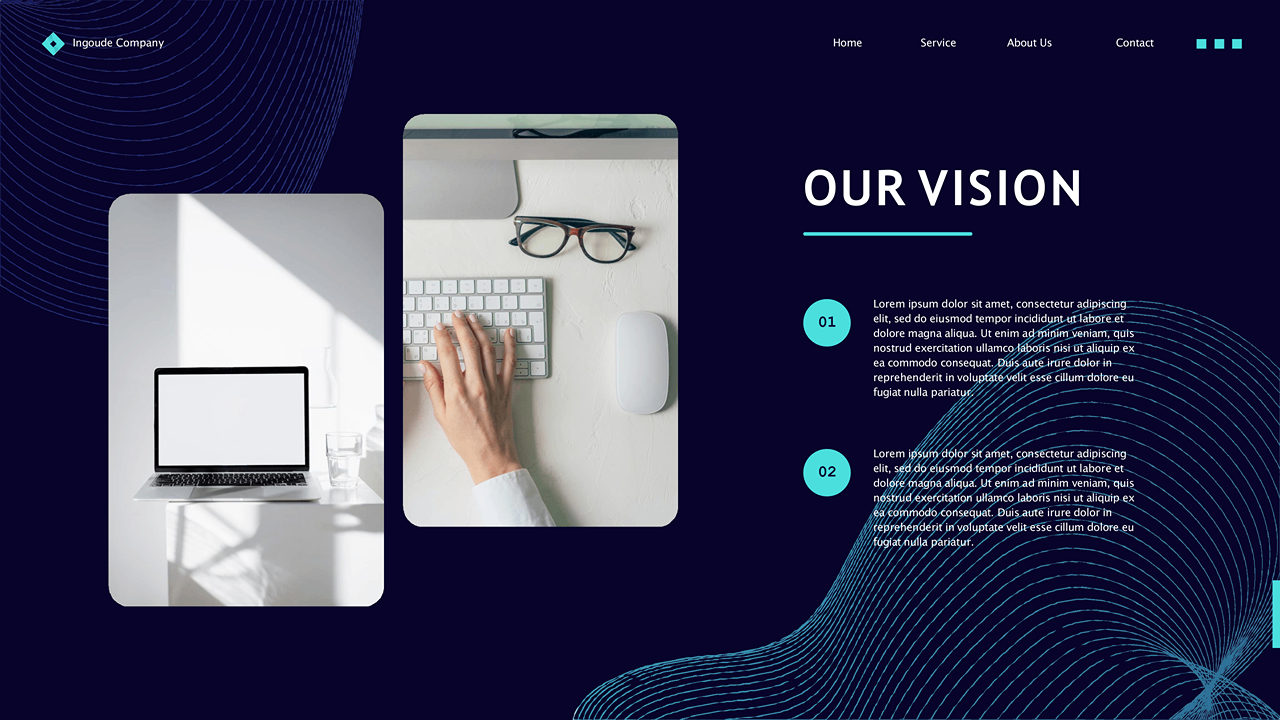 Ingoude Company
Home
Service
About Us
Contact
OUR VISION
01
Lorem ipsum dolor sit amet, consectetur adipiscing
elit, sed do eiusmod tempor incididunt ut labore et
dolore magna aliqua. Ut enim ad minim veniam, quis
nostrud exercitation ullamco laboris nisi ut aliquip ex
ea commodo consequat. Duis aute irure dolor in
reprehenderit in voluptate velit esse cillum dolore eu
fugiat nulla pariatur.
02
Lorem ipsum dolor sit amet, consectetur adipiscing
elit, sed do eiusmod tempor incididunt ut labore et
dolore magna aliqua. Ut enim ad minim veniam, quis
nostrud exercitation ullamco laboris nisi ut aliquip ex
ea commodo consequat. Duis aute irure dolor in
reprehenderit in voluptate velit esse cillum dolore eu
fugiat nulla pariatur.